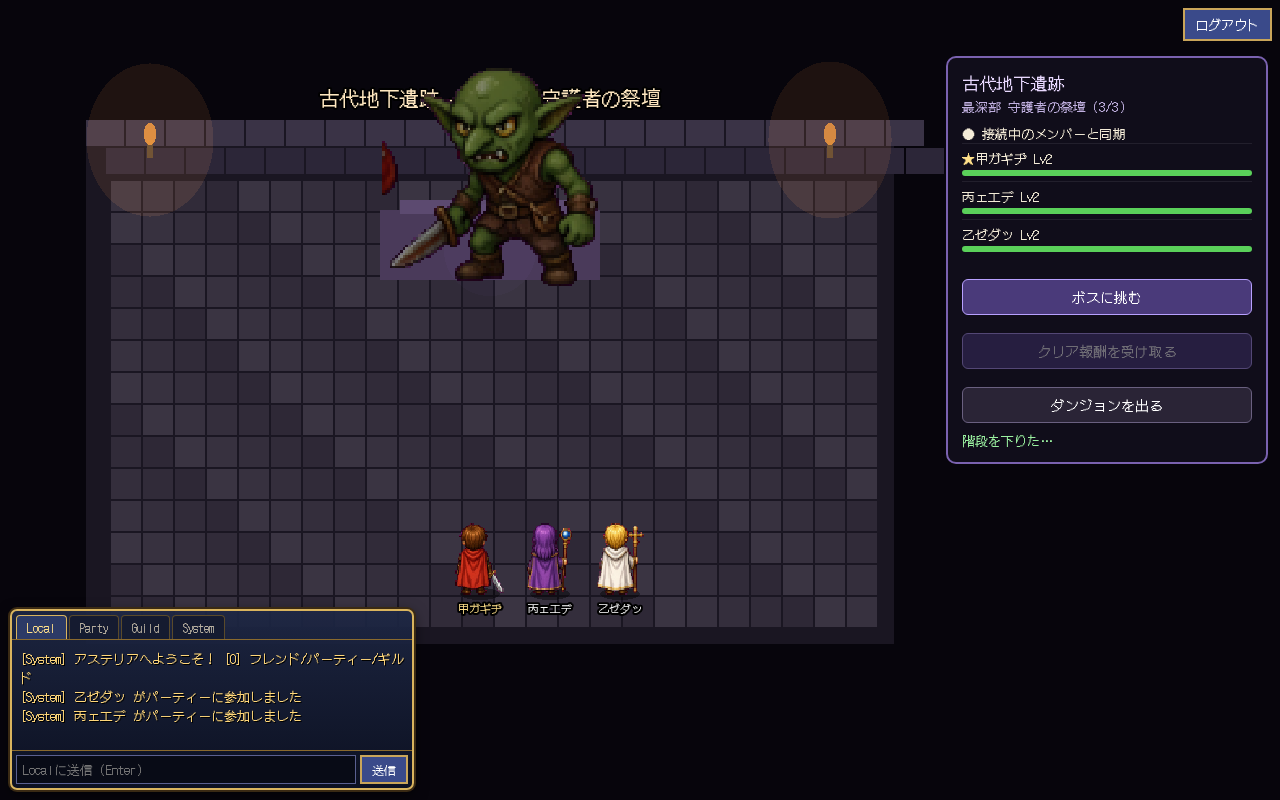 ログアウト
古代地下遺跡 守護者の祭壇
古代地下遺跡
最深部 守護者の祭壇 (3/3)
● 接続中のメンバーと同期
★甲ガギヂ Lv2
丙ェエデ Lv2
乙ゼダッ Lv2
ボスに挑む
クリア報酬を受け取る
ダンジョンを出る
階段を下りた…
甲ガギヂ 丙ェエデ 乙ゼダッ
Local Party Guild System
[System] アステリアへようこそ！ [O] フレンド/パーティー/ギル
ド
[System] 乙ゼダッ がパーティーに参加しました
[System] 丙ェエデ がパーティーに参加しました
Localに送信 (Enter)
送信